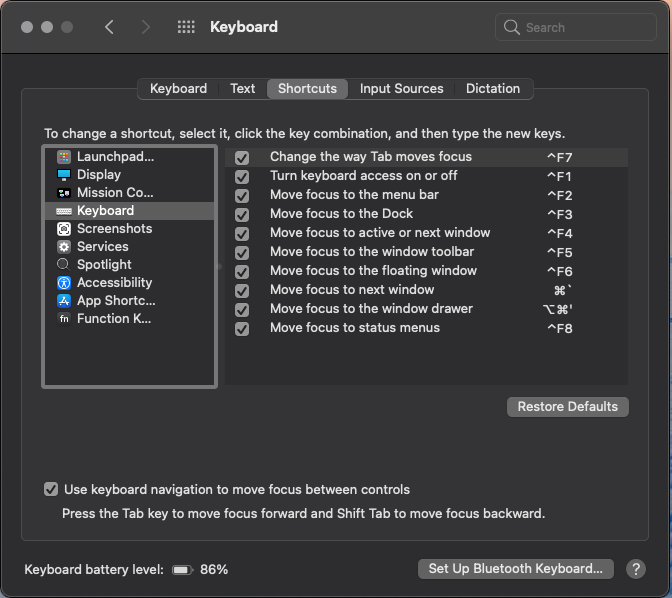 Keyboard
Search
Keyboard Text Shortcuts Input Sources Dictation
To change a shortcut, select it, click the key combination, and then type the new keys.
Launchpad...
Display
Mission Co...
Keyboard
Screenshots
Services
Spotlight
Accessibility
App Shortc...
fn Function K...
Change the way Tab moves focus ^F7
Turn keyboard access on or off ^F1
Move focus to the menu bar ^F2
Move focus to the Dock ^F3
Move focus to active or next window ^F4
Move focus to the window toolbar ^F5
Move focus to the floating window ^F6
Move focus to next window ⌘`
Move focus to the window drawer ⌥⌘'
Move focus to status menus ^F8
Restore Defaults
Use keyboard navigation to move focus between controls
Press the Tab key to move focus forward and Shift Tab to move focus backward.
Keyboard battery level: 86%
Set Up Bluetooth Keyboard...
?